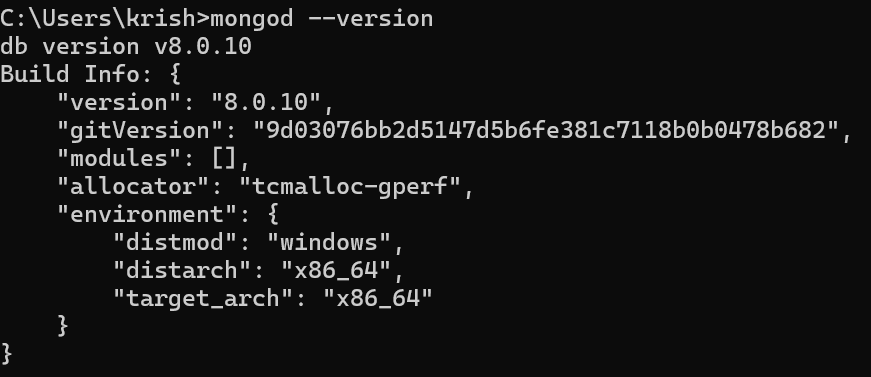 C:\Users\krish>mongod --version
db version v8.0.10
Build Info: {
    "version": "8.0.10",
    "gitVersion": "9d03076bb2d5147d5b6fe381c7118b0b0478b682",
    "modules": [],
    "allocator": "tcmalloc-gperf",
    "environment": {
        "distmod": "windows",
        "distarch": "x86_64",
        "target_arch": "x86_64"
    }
}